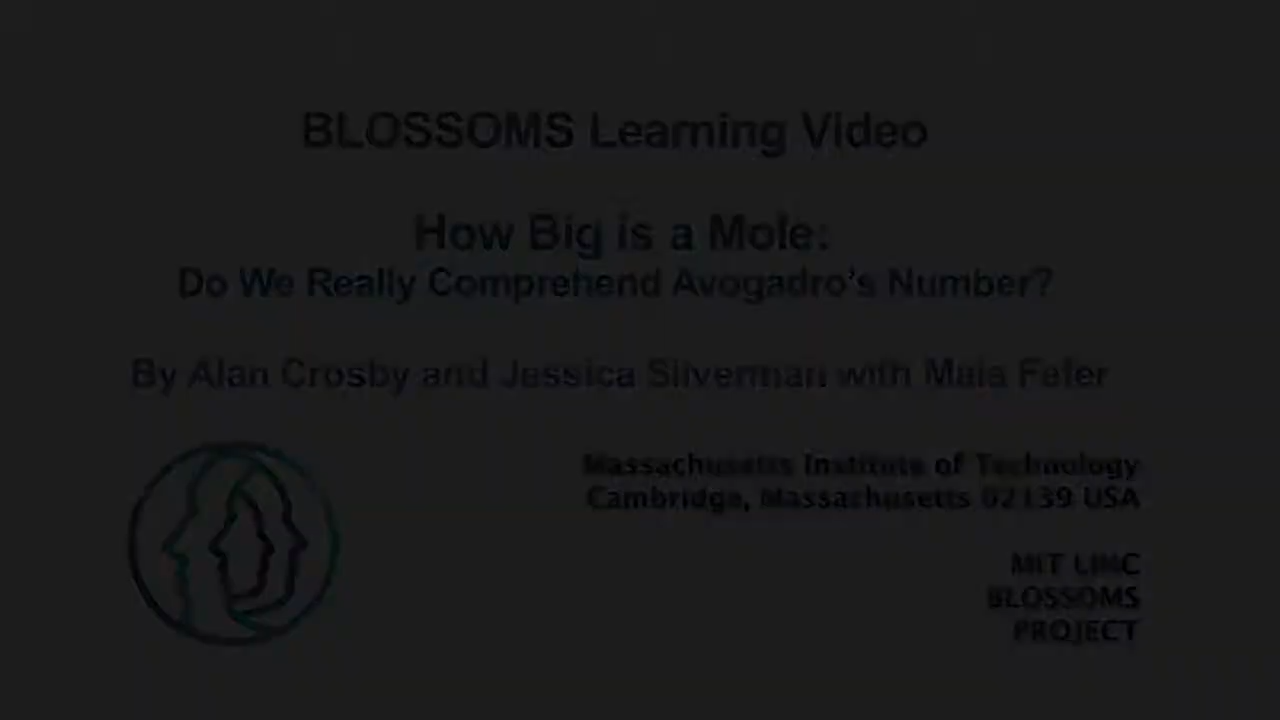 BLOSSOMS Learning Video
How Big is a Mole:
Do We Really Comprehend Avogadro's Number?
By Alan Crosby and Jessica Silverman with Maia Fefer
Massachusetts Institute of Technology
Cambridge, Massachusetts 02139 USA
MIT LINC
BLOSSOMS
PROJECT